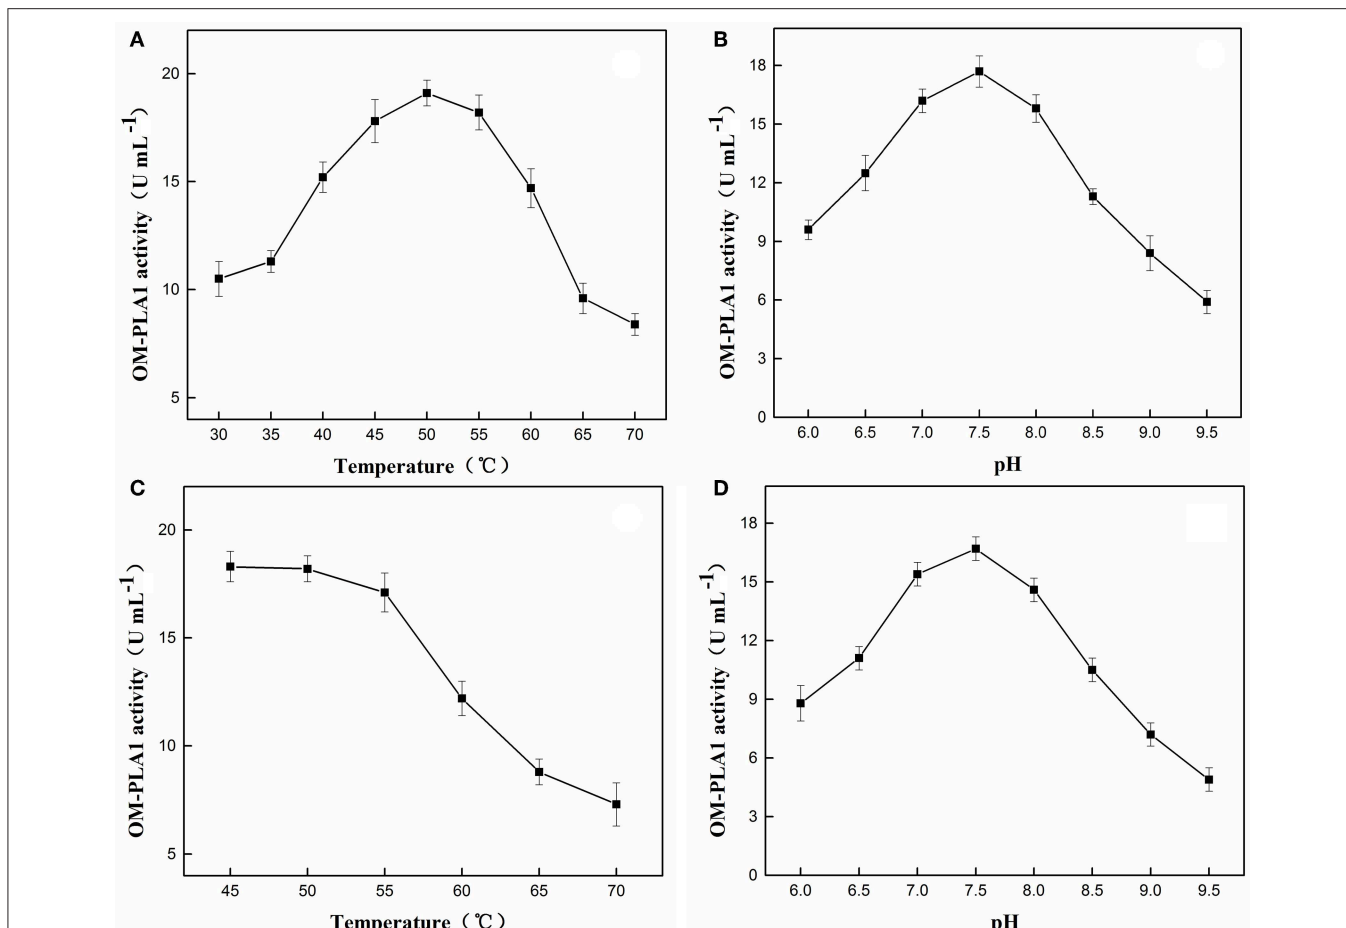 A
OM-PLA1 activity（U mL-1）
20
15
10
5
30 35 40 45 50 55 60 65 70
Temperature（℃）
B
OM-PLA1 activity（U mL-1）
18
15
12
9
6
3
0
6.0 6.5 7.0 7.5 8.0 8.5 9.0 9.5
pH
C
OM-PLA1 activity（U mL-1）
20
15
10
5
45 50 55 60 65 70
Temperature（℃）
D
OM-PLA1 activity（U mL-1）
18
15
12
9
6
3
0
6.0 6.5 7.0 7.5 8.0 8.5 9.0 9.5
pH